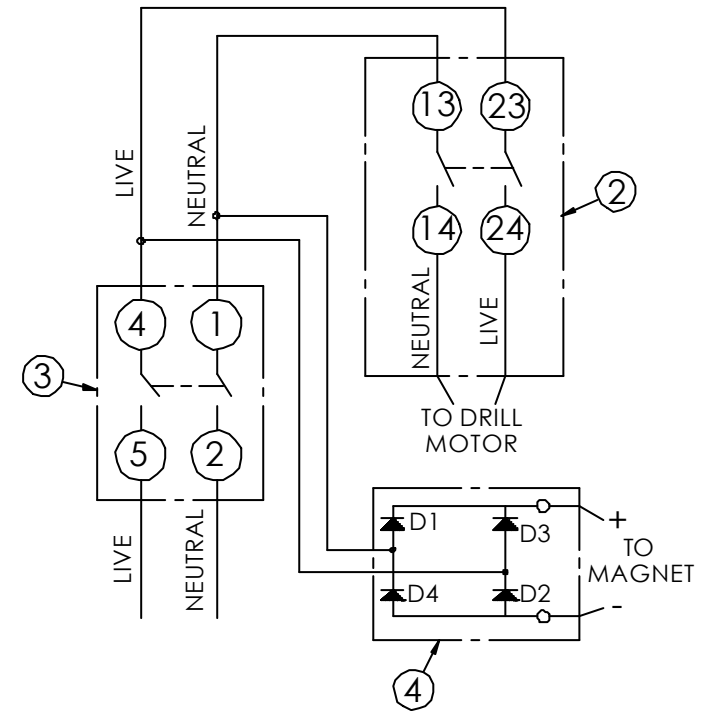 LIVE
NEUTRAL
13
23
2
14
24
NEUTRAL
LIVE
4
1
3
5
2
TO DRILL
MOTOR
LIVE
NEUTRAL
D1
D3
+
TO
MAGNET
D4
D2
-
4